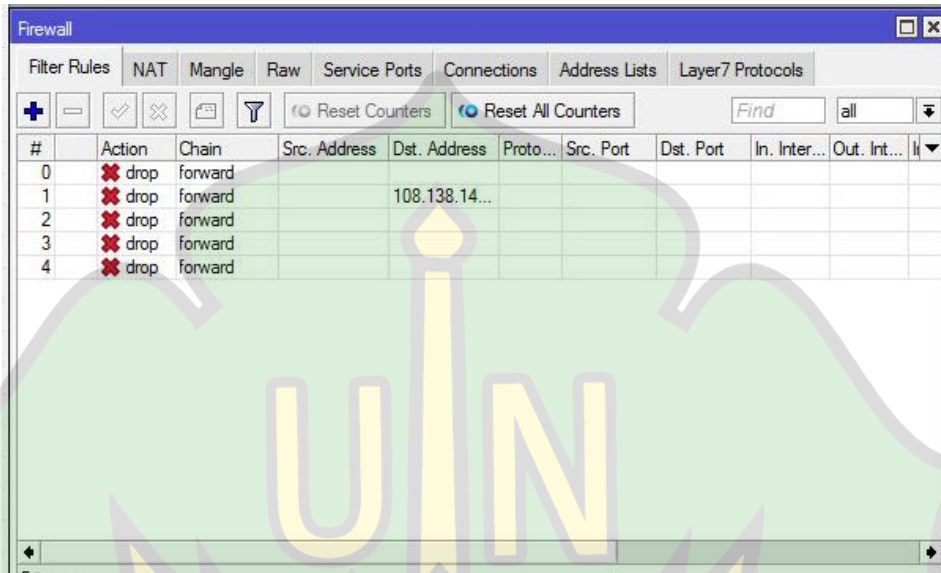 Firewall
Filter Rules NAT Mangle Raw Service Ports Connections Address Lists Layer7 Protocols
Reset Counters Reset All Counters Find all
# Action Chain Src. Address Dst. Address Proto... Src. Port Dst. Port In. Inter... Out. Int...
0 drop forward
1 drop forward 108.138.14...
2 drop forward
3 drop forward
4 drop forward
UIN